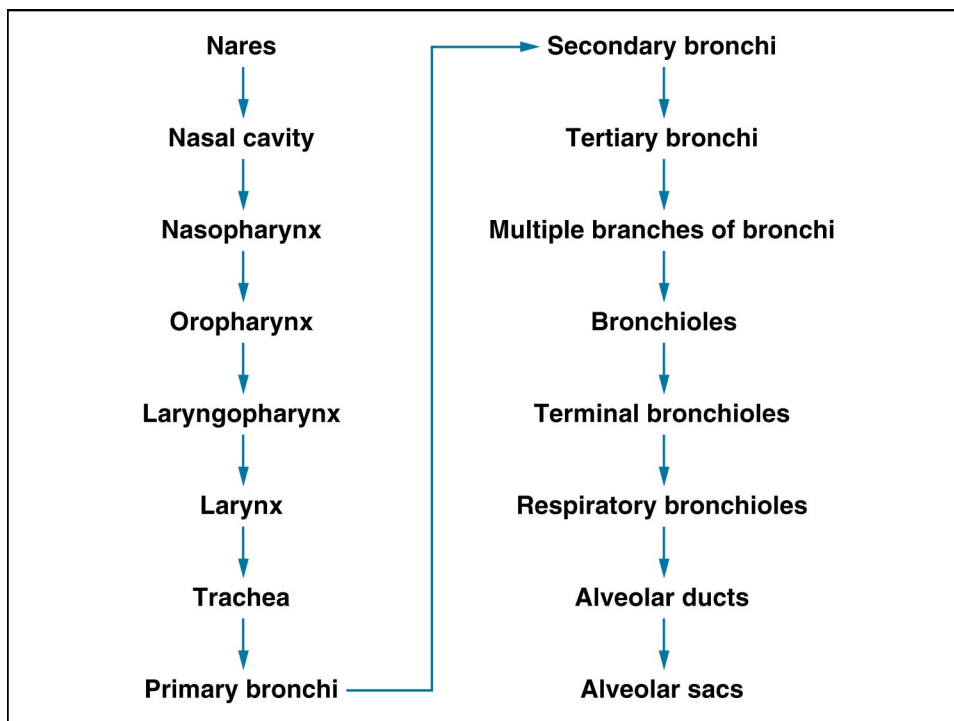 Nares
Nasal cavity
Nasopharynx
Oropharynx
Laryngopharynx
Larynx
Trachea
Primary bronchi
Secondary bronchi
Tertiary bronchi
Multiple branches of bronchi
Bronchioles
Terminal bronchioles
Respiratory bronchioles
Alveolar ducts
Alveolar sacs